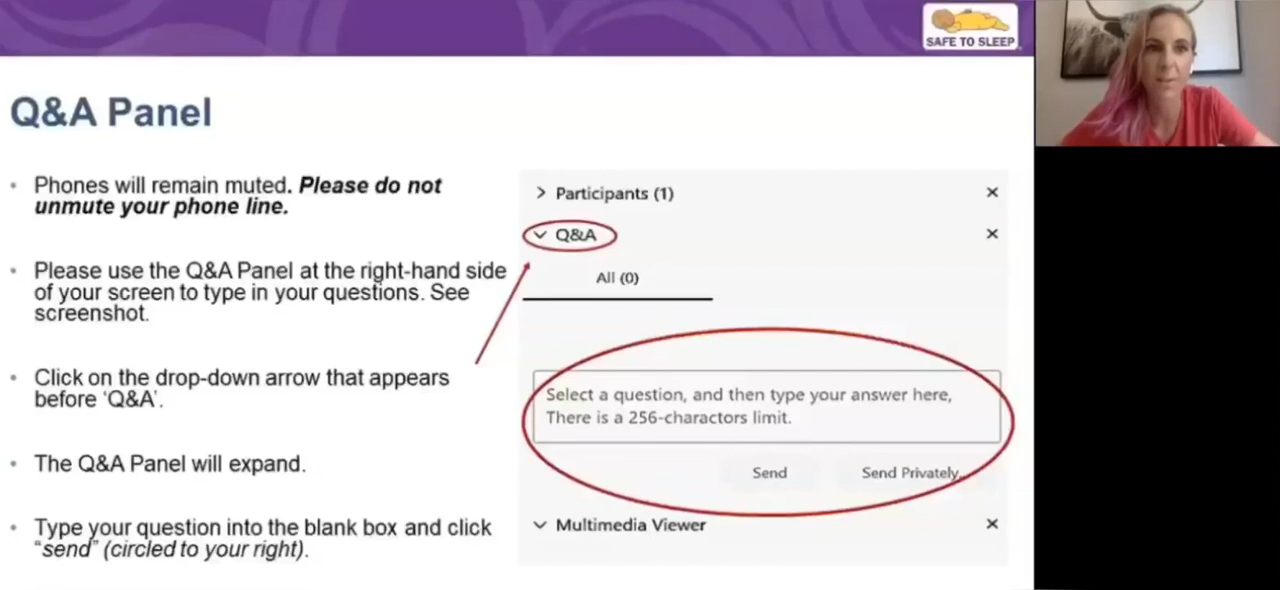 SAFE TO SLEEP
Q&A Panel
• Phones will remain muted. Please do not
unmute your phone line.
• Please use the Q&A Panel at the right-hand side
of your screen to type in your questions. See
screenshot.
• Click on the drop-down arrow that appears
before ‘Q&A’.
• The Q&A Panel will expand.
• Type your question into the blank box and click
“send” (circled to your right).
Participants (1)
Q&A
All (0)
Select a question, and then type your answer here,
There is a 256-charactors limit.
Send Send Privately...
Multimedia Viewer